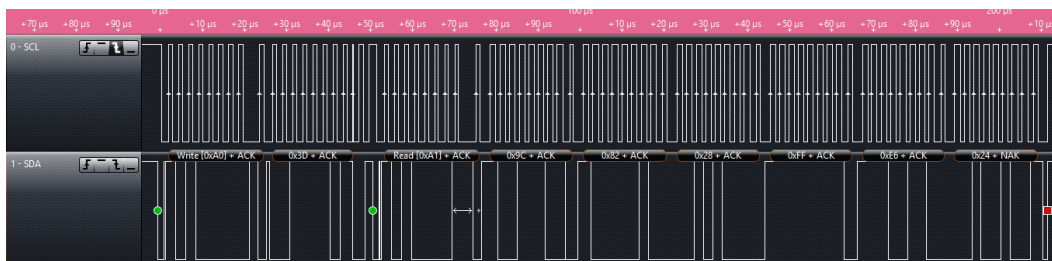 0 µs 100 µs 200 µs
+70 µs +80 µs +90 µs +10 µs +20 µs +30 µs +40 µs +50 µs +60 µs +70 µs +80 µs +90 µs +10 µs +20 µs +30 µs +40 µs +50 µs +60 µs +70 µs +80 µs +90 µs +10 µs
0 - SCL
1 - SDA
Write [0xA0] + ACK 0x3D + ACK Read [0xA1] + ACK 0x9C + ACK 0x82 + ACK 0x28 + ACK 0xFF + ACK 0xE6 + ACK 0x24 + NAK